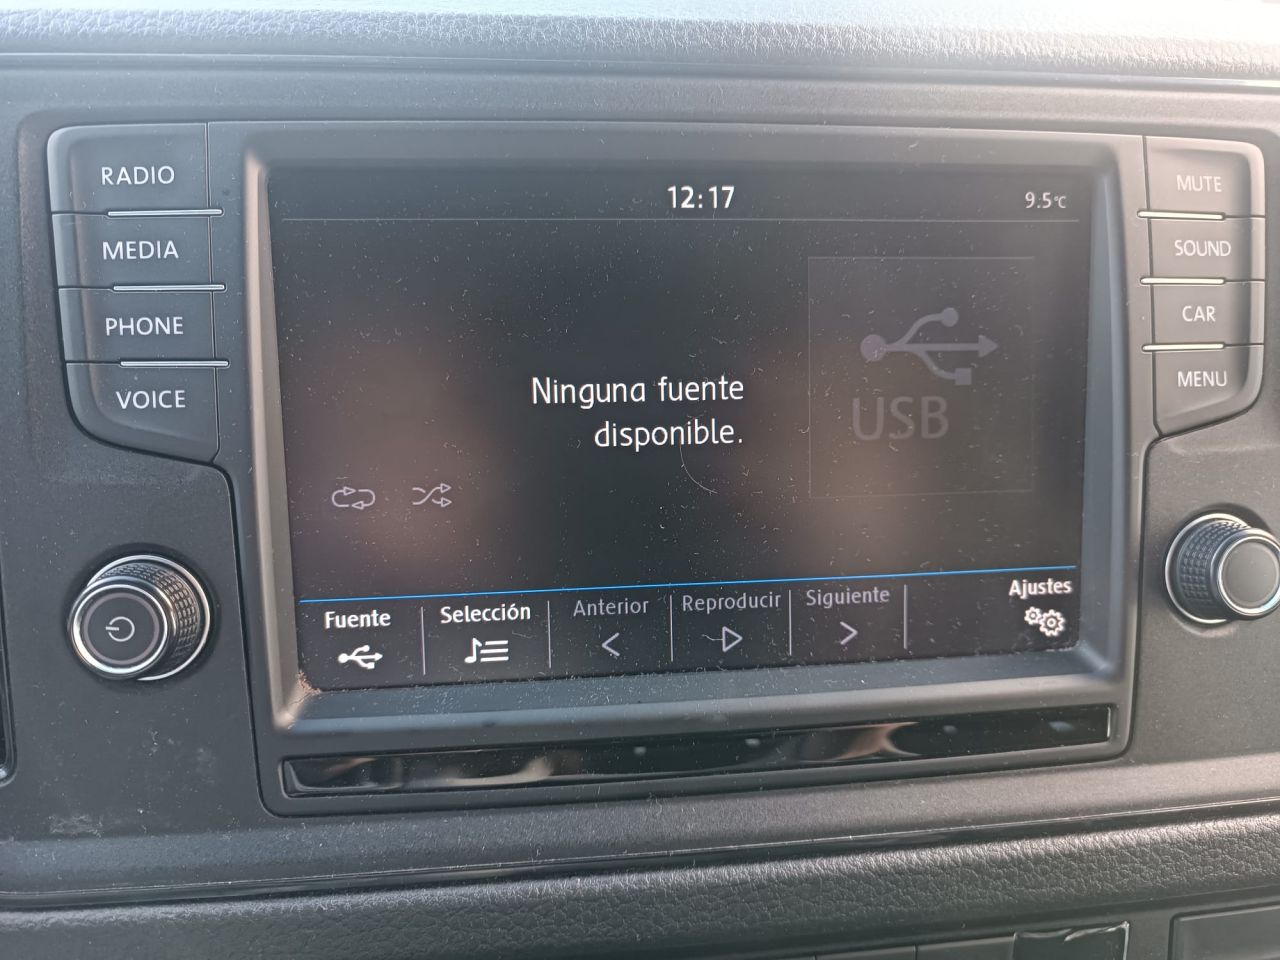 RADIO
MEDIA
PHONE
VOICE
12:17
9.5°C
Ninguna fuente
disponible.
USB
Fuente
Selección
Anterior
Reproducir
Siguiente
Ajustes
MUTE
SOUND
CAR
MENU